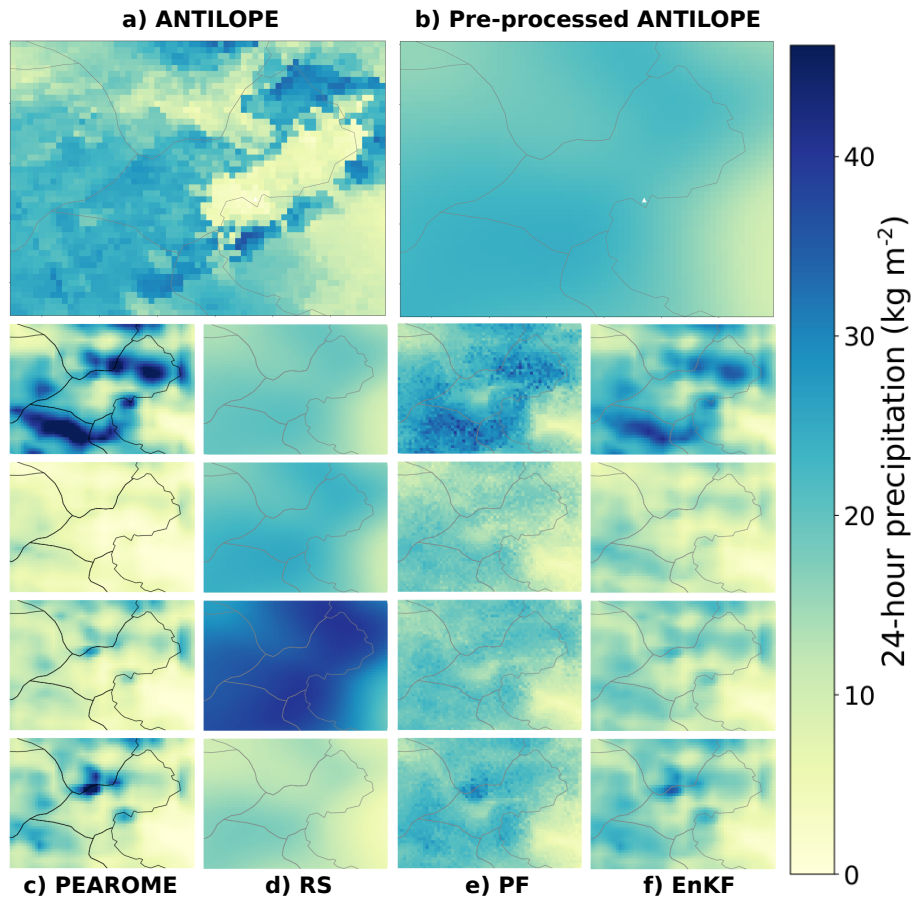 a) ANTILOPE
b) Pre-processed ANTILOPE
40
30
20
10
0
24-hour precipitation (kg m⁻²)
c) PEAROME
d) RS
e) PF
f) EnKF